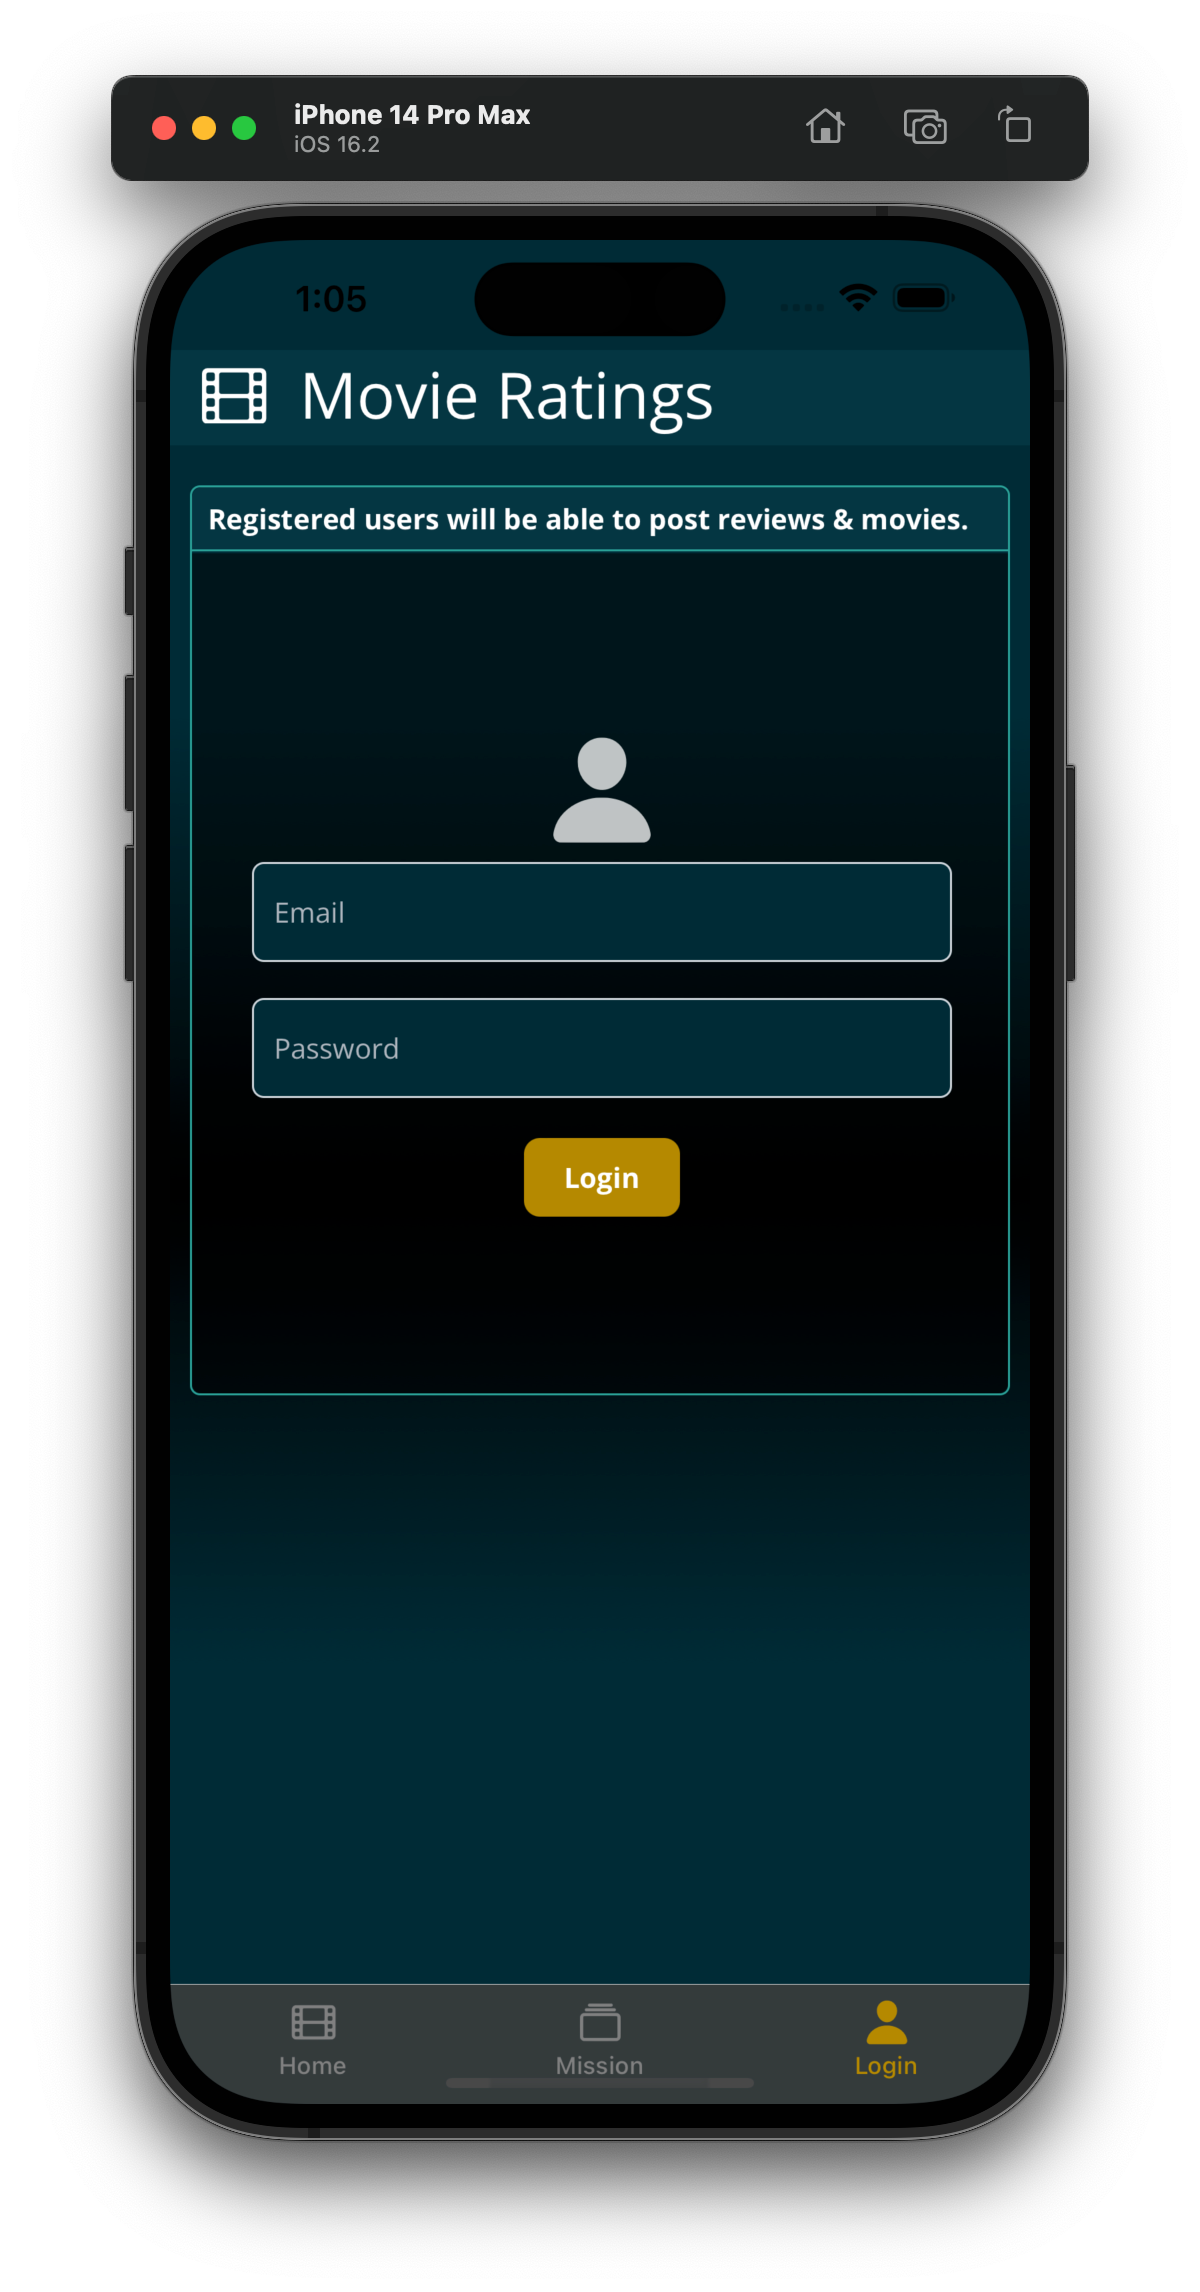 iPhone 14 Pro Max
iOS 16.2
1:05
Movie Ratings
Registered users will be able to post reviews & movies.
Email
Password
Login
Home
Mission
Login